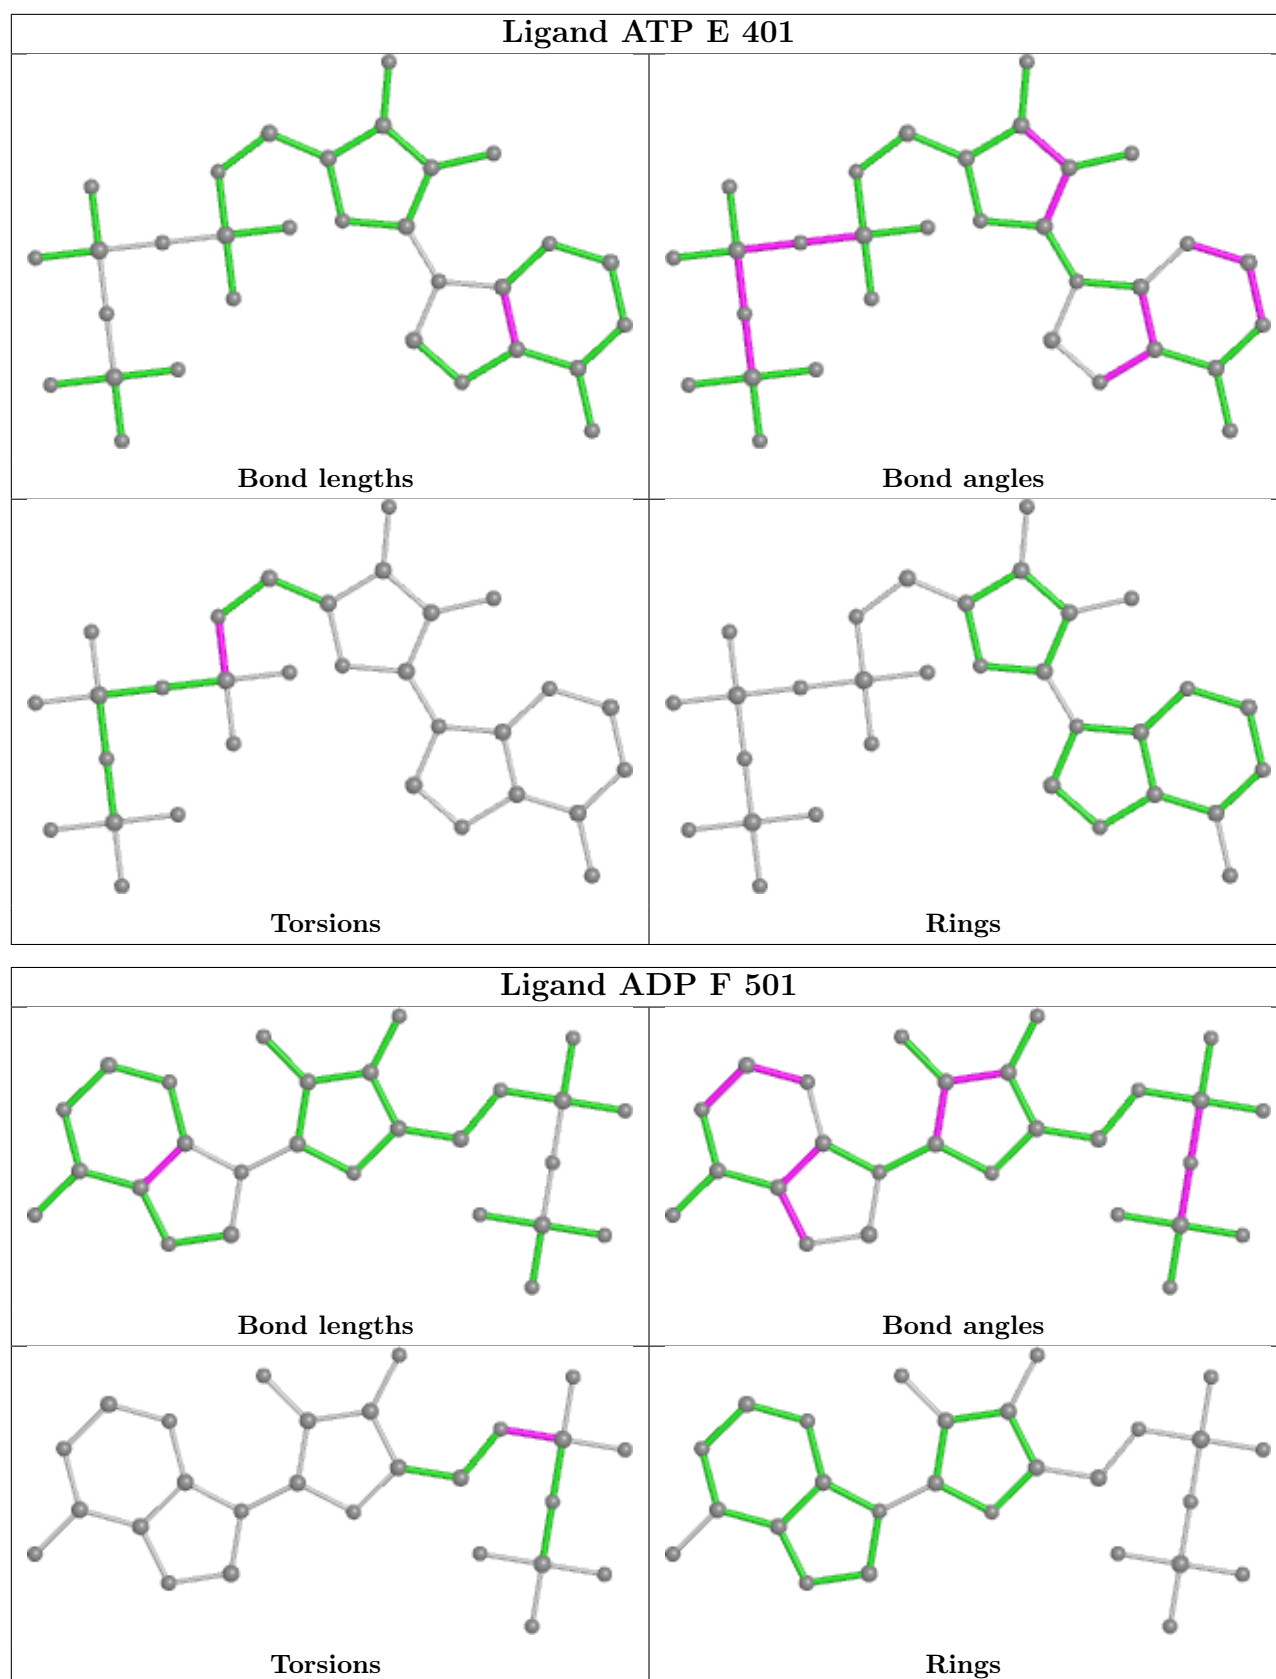 Ligand ATP E 401
Bond lengths
Bond angles
Torsions
Rings
Ligand ADP F 501
Bond lengths
Bond angles
Torsions
Rings